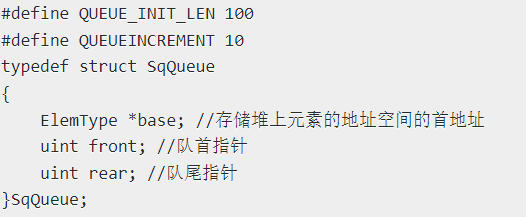 #define QUEUE_INIT_LEN 100
#define QUEUEINCREMENT 10
typedef struct SqQueue
{
    ElemType *base; //存储堆上元素的地址空间的首地址
    uint front; //队首指针
    uint rear; //队尾指针
}SqQueue;